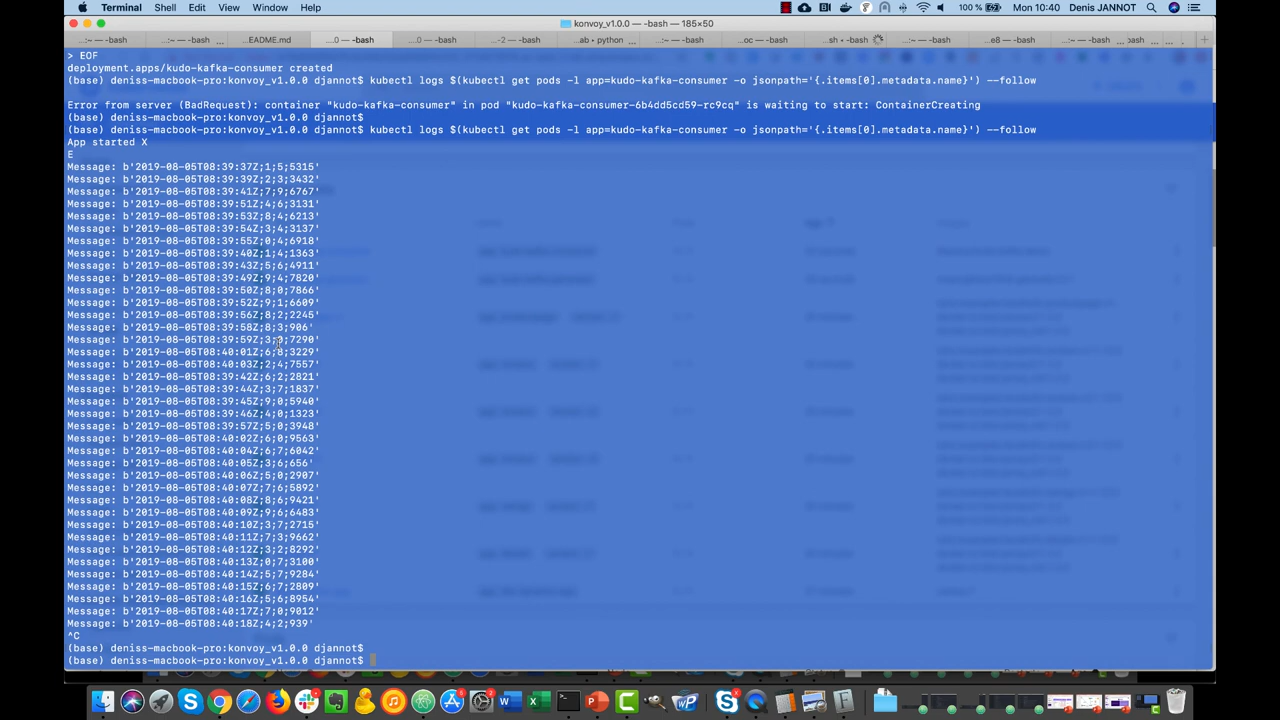 Terminal Shell Edit View Window Help 100 % Mon 10:40 Denis JANNOT
konvoy_v1.0.0 — -bash — 185×50
...:~ — -bash ...:~ — -bash ...EADME.md ...0 — -bash ...0 — -bash ...-2 — -bash ...ab • python ...:~ — -bash ...oc — -bash ...sh • -bash ...:~ — -bash ...e8 — -bash ...:~ — -bash bash ...:~ — -bash
> EOF
deployment.apps/kudo-kafka-consumer created
(base) deniss-macbook-pro:konvoy_v1.0.0 djannot$ kubectl logs $(kubectl get pods -l app=kudo-kafka-consumer -o jsonpath='{.items[0].metadata.name}') --follow
Error from server (BadRequest): container "kudo-kafka-consumer" in pod "kudo-kafka-consumer-6b4dd5cd59-rc9cq" is waiting to start: ContainerCreating
(base) deniss-macbook-pro:konvoy_v1.0.0 djannot$
(base) deniss-macbook-pro:konvoy_v1.0.0 djannot$ kubectl logs $(kubectl get pods -l app=kudo-kafka-consumer -o jsonpath='{.items[0].metadata.name}') --follow
App started X
E
Message: b'2019-08-05T08:39:37Z;1;5;5315'
Message: b'2019-08-05T08:39:39Z;2;3;3432'
Message: b'2019-08-05T08:39:41Z;7;9;6767'
Message: b'2019-08-05T08:39:51Z;4;6;3131'
Message: b'2019-08-05T08:39:53Z;8;4;6213'
Message: b'2019-08-05T08:39:54Z;3;4;3137'
Message: b'2019-08-05T08:39:55Z;0;4;6918'
Message: b'2019-08-05T08:39:40Z;1;4;1363'
Message: b'2019-08-05T08:39:43Z;5;6;4911'
Message: b'2019-08-05T08:39:49Z;9;4;7820'
Message: b'2019-08-05T08:39:50Z;8;0;7866'
Message: b'2019-08-05T08:39:52Z;9;1;6609'
Message: b'2019-08-05T08:39:56Z;8;2;2245'
Message: b'2019-08-05T08:39:58Z;8;3;906'
Message: b'2019-08-05T08:39:59Z;3; ;7290'
Message: b'2019-08-05T08:40:01Z;6;8;3229'
Message: b'2019-08-05T08:40:03Z;2;4;7557'
Message: b'2019-08-05T08:39:42Z;6;2;2821'
Message: b'2019-08-05T08:39:44Z;3;7;1837'
Message: b'2019-08-05T08:39:45Z;9;0;5940'
Message: b'2019-08-05T08:39:46Z;4;0;1323'
Message: b'2019-08-05T08:39:57Z;5;0;3948'
Message: b'2019-08-05T08:40:02Z;6;0;9563'
Message: b'2019-08-05T08:40:04Z;6;7;6042'
Message: b'2019-08-05T08:40:05Z;3;6;656'
Message: b'2019-08-05T08:40:06Z;5;0;2907'
Message: b'2019-08-05T08:40:07Z;7;6;5892'
Message: b'2019-08-05T08:40:08Z;8;6;9421'
Message: b'2019-08-05T08:40:09Z;9;6;6483'
Message: b'2019-08-05T08:40:10Z;3;7;2715'
Message: b'2019-08-05T08:40:11Z;7;3;9662'
Message: b'2019-08-05T08:40:12Z;3;2;8292'
Message: b'2019-08-05T08:40:13Z;0;7;3100'
Message: b'2019-08-05T08:40:14Z;5;7;9284'
Message: b'2019-08-05T08:40:15Z;6;7;2809'
Message: b'2019-08-05T08:40:16Z;5;6;8954'
Message: b'2019-08-05T08:40:17Z;7;0;9012'
Message: b'2019-08-05T08:40:18Z;4;2;939'
^C
(base) deniss-macbook-pro:konvoy_v1.0.0 djannot$
(base) deniss-macbook-pro:konvoy_v1.0.0 djannot$